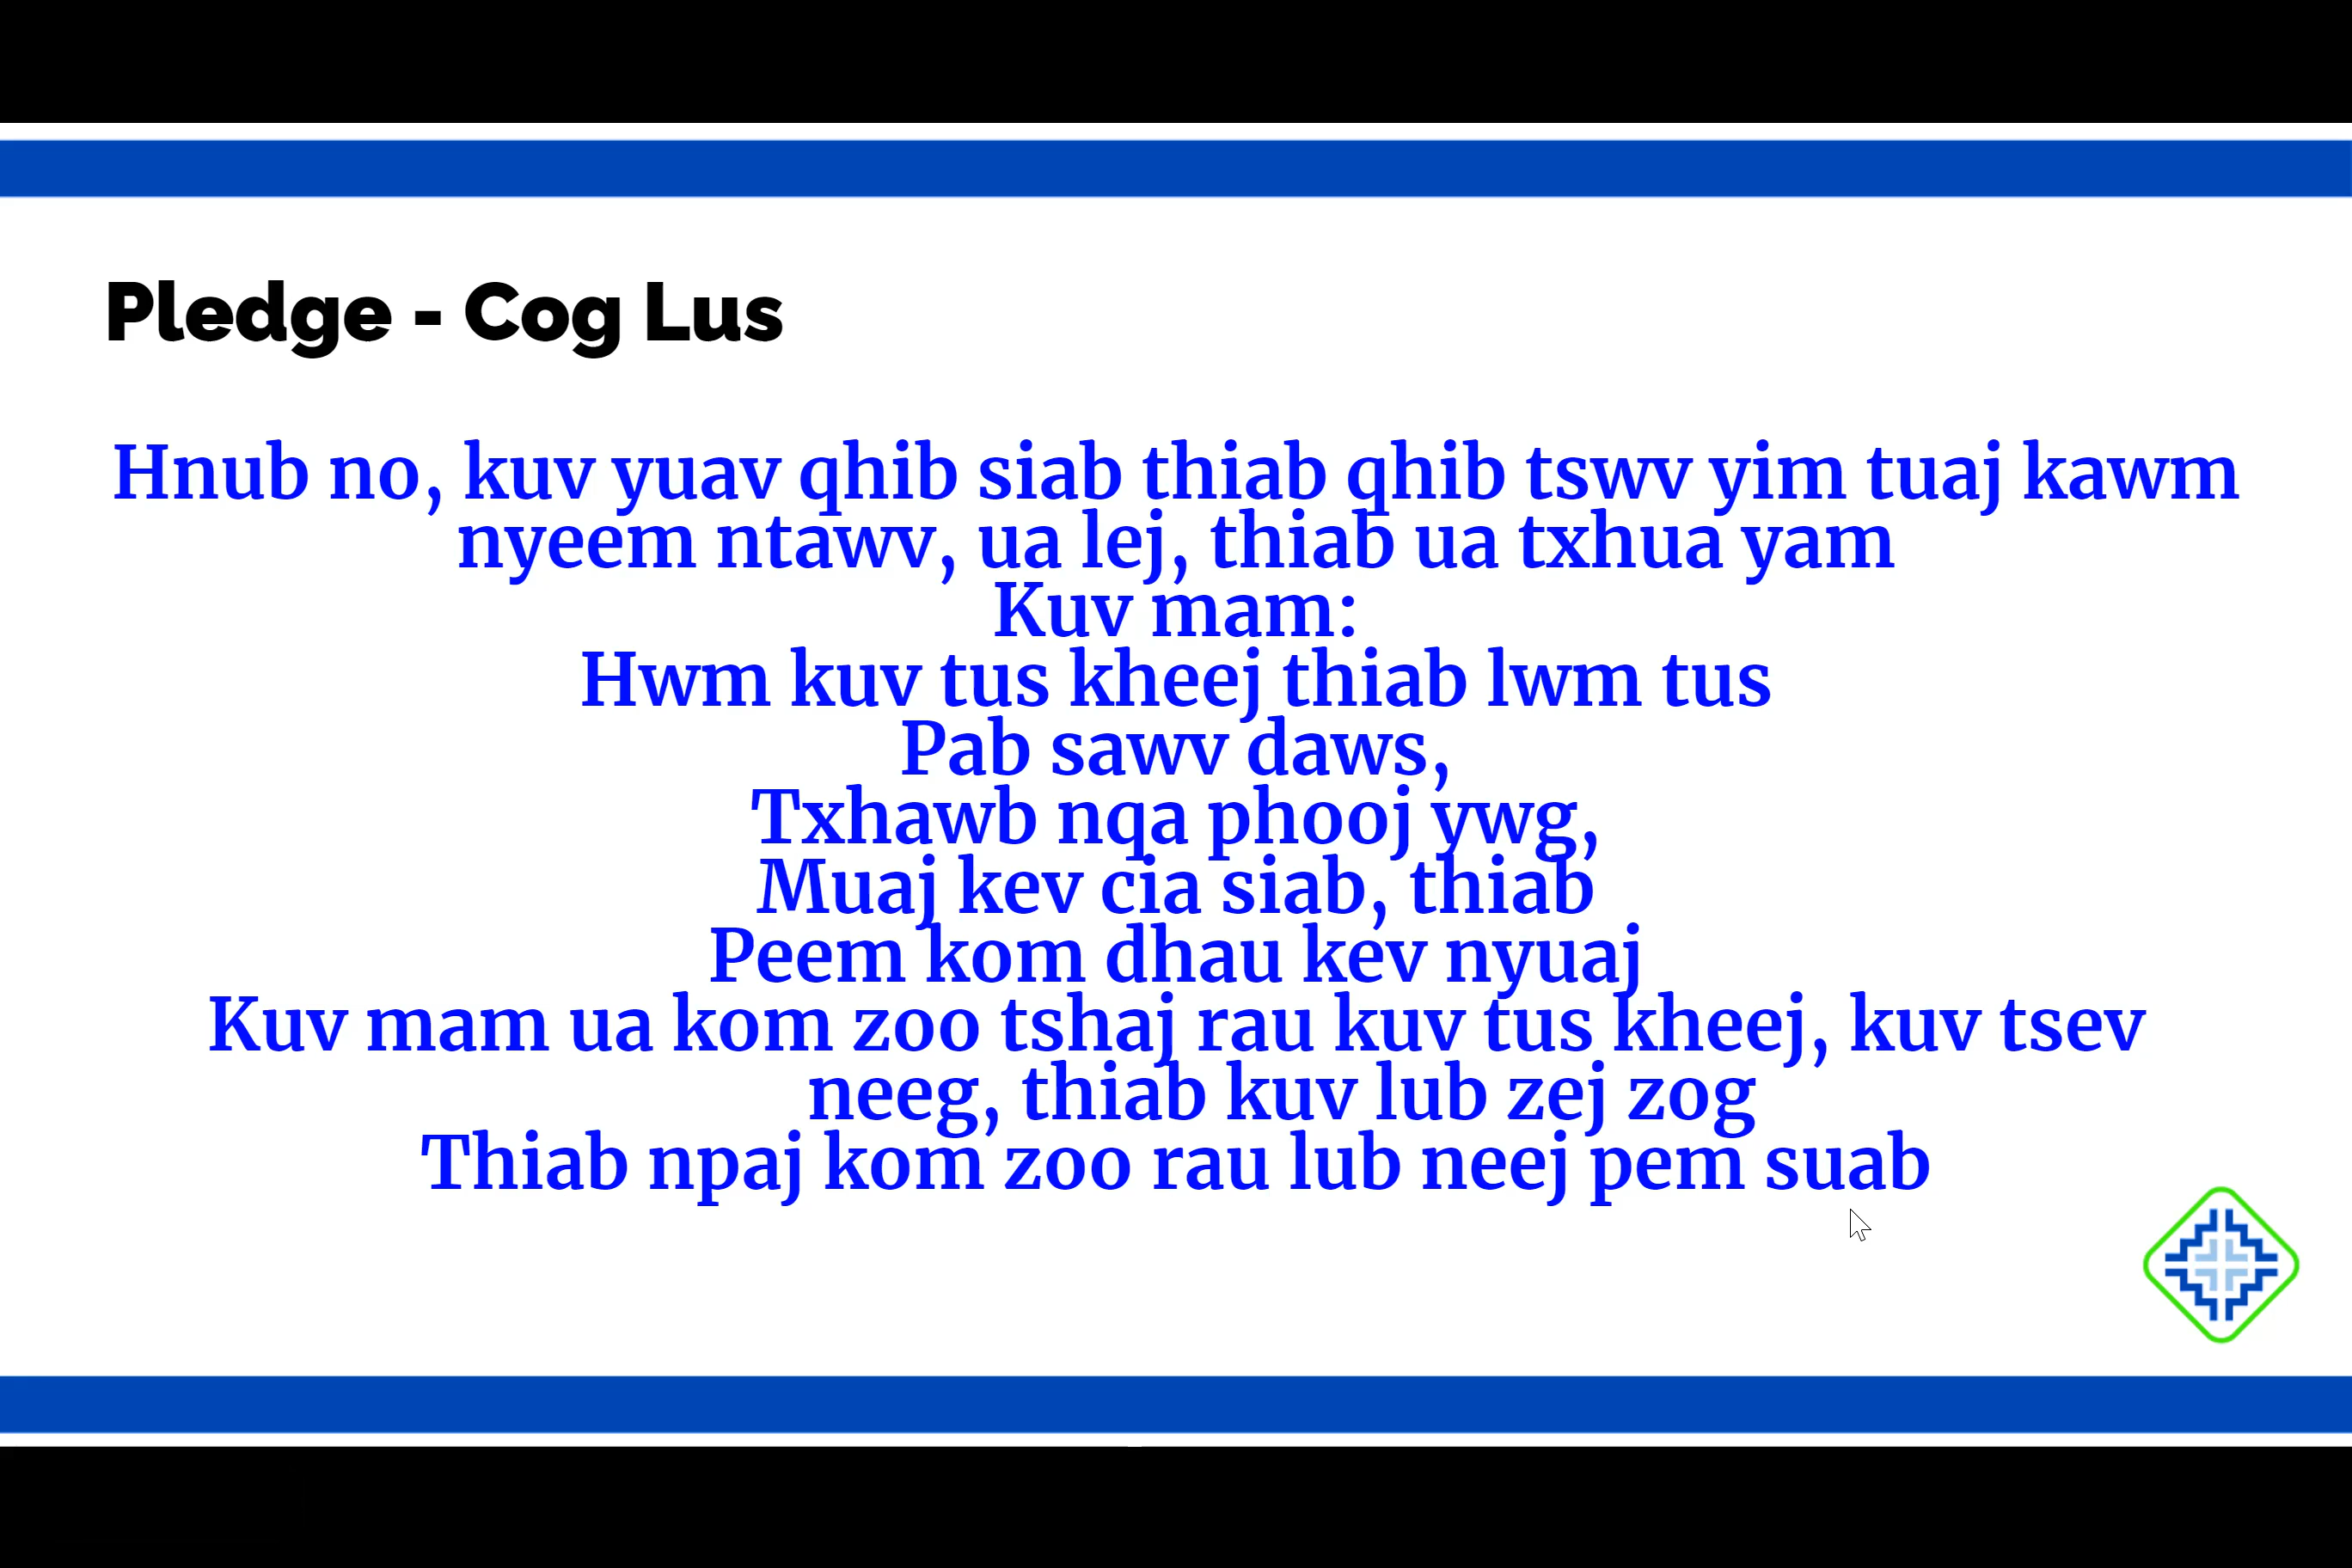 Pledge - Cog Lus
Hnub no, kuv yuav qhib siab thiab qhib tswv yim tuaj kawm
nyeem ntawv, ua lej, thiab ua txhua yam
Kuv mam:
Hwm kuv tus kheej thiab lwm tus
Pab sawv daws,
Txhawb nqa phooj ywg,
Muaj kev cia siab, thiab
Peem kom dhau kev nyuaj
Kuv mam ua kom zoo tshaj rau kuv tus kheej, kuv tsev
neeg, thiab kuv lub zej zog
Thiab npaj kom zoo rau lub neej pem suab